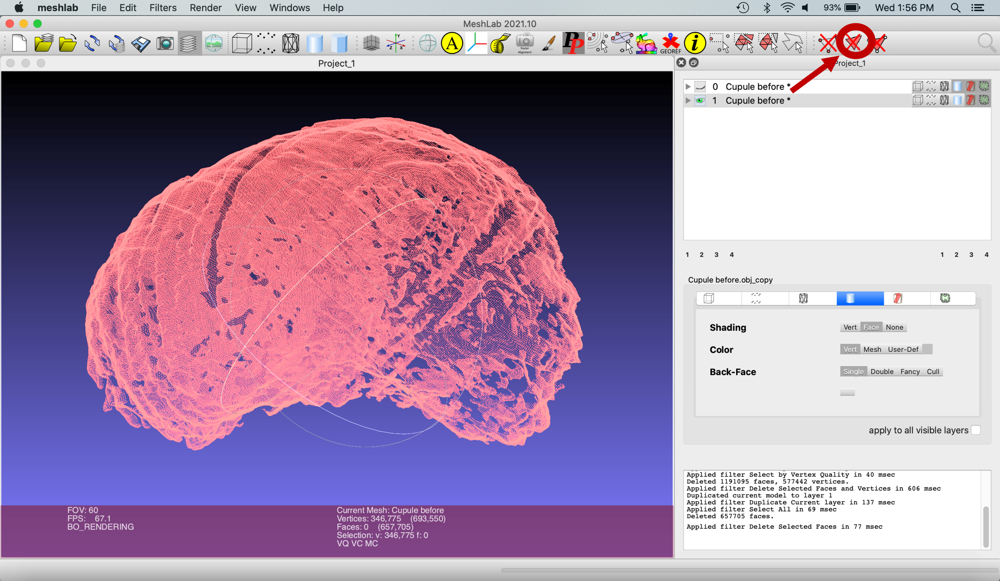 meshlab File Edit Filters Render View Windows Help 93% Wed 1:56 PM
MeshLab 2021.10
A Raster Alignment PP GEOREF i
Y Z X
Project_1
Project_1
0 Cupule before *
1 Cupule before *
1 2 3 4 1 2 3 4
Cupule before.obj_copy
Shading Vert Face None
Color Vert Mesh User-Def
Back-Face Single Double Fancy Cull
apply to all visible layers
Applied filter Select by Vertex Quality in 40 msec
Deleted 1191095 faces, 577442 vertices.
Applied filter Delete Selected Faces and Vertices in 606 msec
Duplicated current model to layer 1
Applied filter Duplicate Current layer in 137 msec
Applied filter Select All in 69 msec
Deleted 657705 faces.
Applied filter Delete Selected Faces in 77 msec
FOV: 60
FPS: 67.1
BO_RENDERING
Current Mesh: Cupule before
Vertices: 346,775 (693,550)
Faces: 0 (657,705)
Selection: v: 346,775 f: 0
VQ VC MC